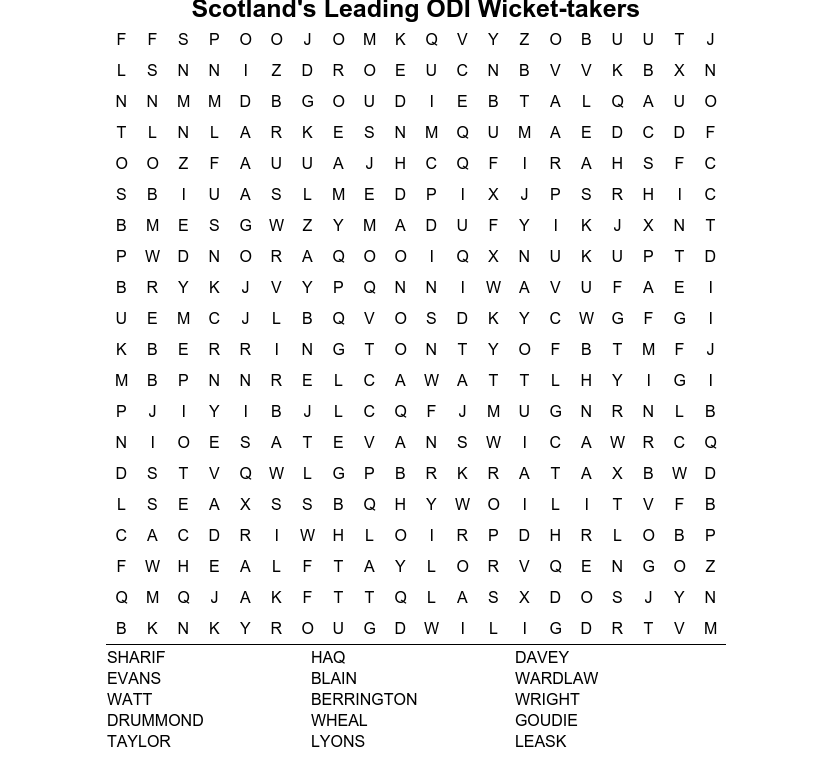 Scotland's Leading ODI Wicket-takers
F F S P O O J O M K Q V Y Z O B U U T J
L S N N I Z D R O E U C N B V V K B X N
N N M M D B G O U D I E B T A L Q A U O
T L N L A R K E S N M Q U M A E D C D F
O O Z F A U U A J H C Q F I R A H S F C
S B I U A S L M E D P I X J P S R H I C
B M E S G W Z Y M A D U F Y I K J X N T
P W D N O R A Q O O I Q X N U K U P T D
B R Y K J V Y P Q N N I W A V U F A E I
U E M C J L B Q V O S D K Y C W G F G I
K B E R R I N G T O N T Y O F B T M F J
M B P N N R E L C A W A T T L H Y I G I
P J I Y I B J L C Q F J M U G N R N L B
N I O E S A T E V A N S W I C A W R C Q
D S T V Q W L G P B R K R A T A X B W D
L S E A X S S B Q H Y W O I L I T V F B
C A C D R I W H L O I R P D H R L O B P
F W H E A L F T A Y L O R V Q E N G O Z
Q M Q J A K F T T Q L A S X D O S J Y N
B K N K Y R O U G D W I L I G D R T V M
SHARIF HAQ DAVEY
EVANS BLAIN WARDLAW
WATT BERRINGTON WRIGHT
DRUMMOND WHEAL GOUDIE
TAYLOR LYONS LEASK